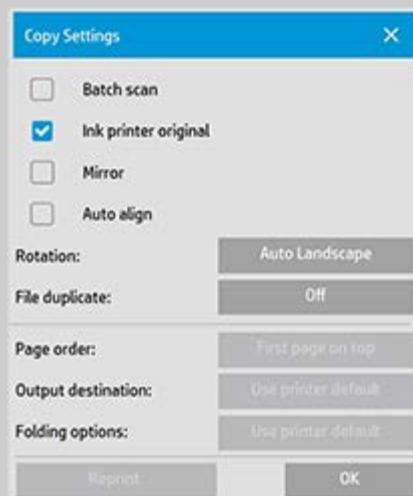 Copy Settings
Batch scan
Ink printer original
Mirror
Auto align
Rotation: Auto Landscape
File duplicate: Off
Page order: First page on top
Output destination: Use printer default
Folding options: Use printer default
Reprint OK